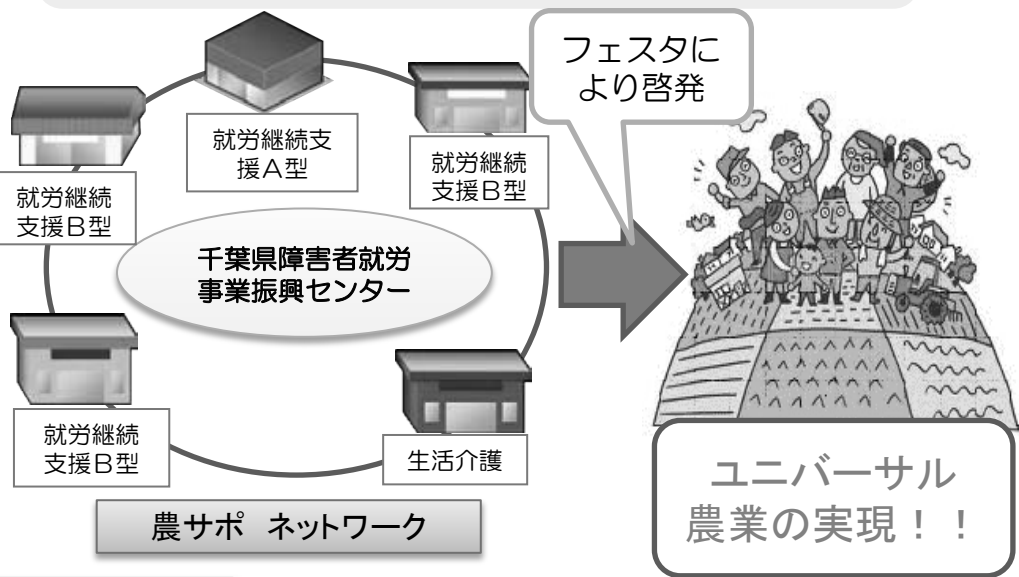 フェスタに
より啓発
就労継続支
援A型
就労継続
支援B型
就労継続
支援B型
千葉県障害者就労
事業振興センター
就労継続
支援B型
生活介護
農サポ ネットワーク
ユニバーサル
農業の実現！！